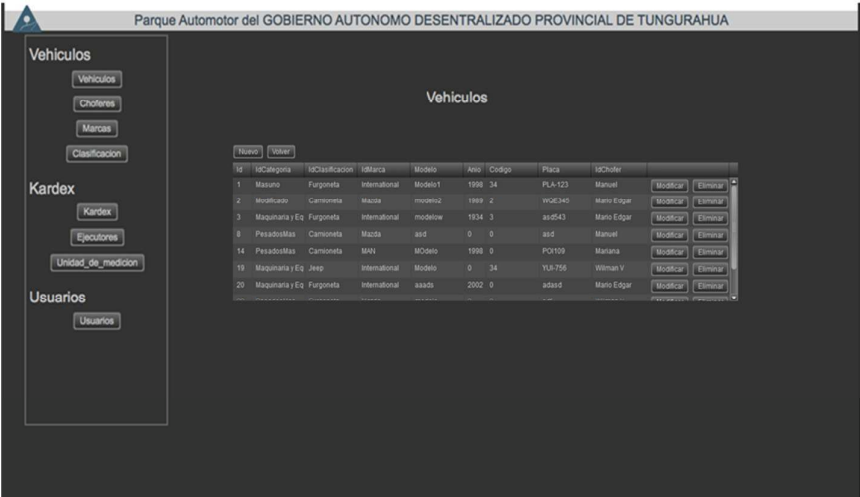 Parque Automotor del GOBIERNO AUTONOMO DESENTRALIZADO PROVINCIAL DE TUNGURAHUA
Vehiculos
Vehiculos
Choferes
Marcas
Clasificacion
Kardex
Kardex
Ejecutores
Unidad_de_medicion
Usuarios
Usuarios
Vehiculos
Nuevo Volver
Id IdCategoria IdClasificacion IdMarca Modelo Anio Codigo Placa IdChofer
1 Masuno Furgoneta International Modelo1 1998 34 PLA-123 Manuel Modificar Eliminar
2 Modificado Camioneta Mazda modelo2 1989 2 WQE345 Mario Edgar Modificar Eliminar
3 Maquinaria y Eq Furgoneta International modelow 1934 3 asd543 Mario Edgar Modificar Eliminar
8 PesadosMas Camioneta Mazda asd 0 0 asd Manuel Modificar Eliminar
14 PesadosMas Camioneta MAN MOdelo 1998 0 POI109 Mariana Modificar Eliminar
19 Maquinaria y Eq Jeep International Modelo 0 34 YUI-756 Wilman V Modificar Eliminar
20 Maquinaria y Eq Furgoneta International aaads 2002 0 adasd Mario Edgar Modificar Eliminar